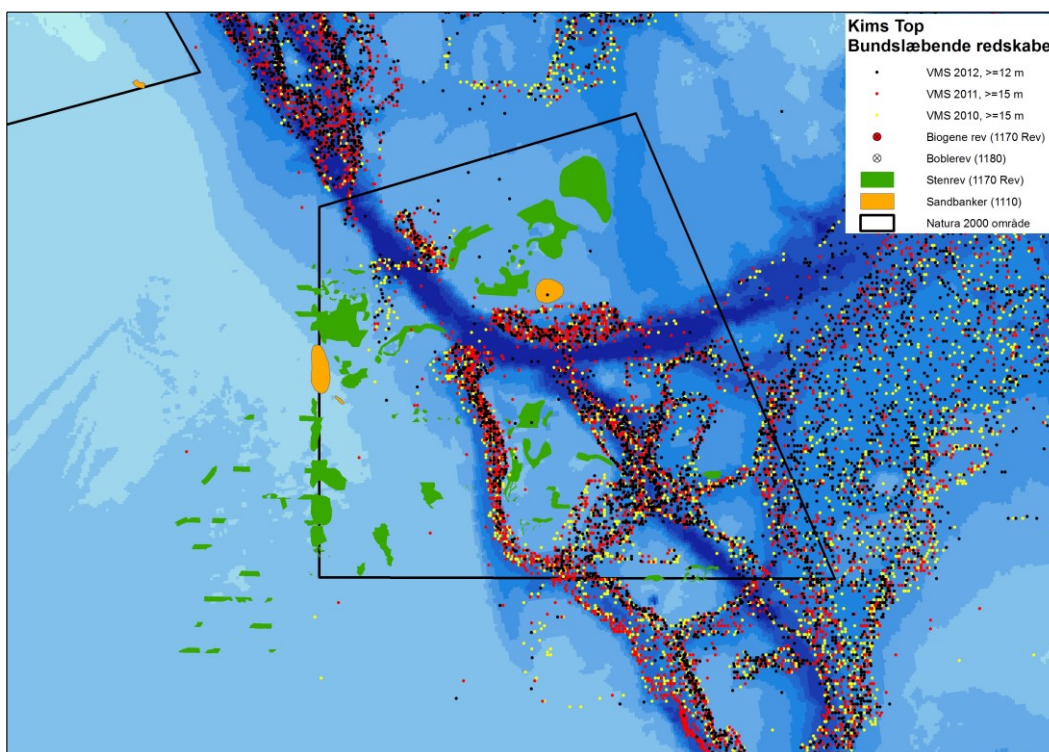 Kims Top
Bundslæbende redskabe
VMS 2012, >=12 m
VMS 2011, >=15 m
VMS 2010, >=15 m
Biogene rev (1170 Rev)
Boblerev (1180)
Stenrev (1170 Rev)
Sandbanker (1110)
Natura 2000 område